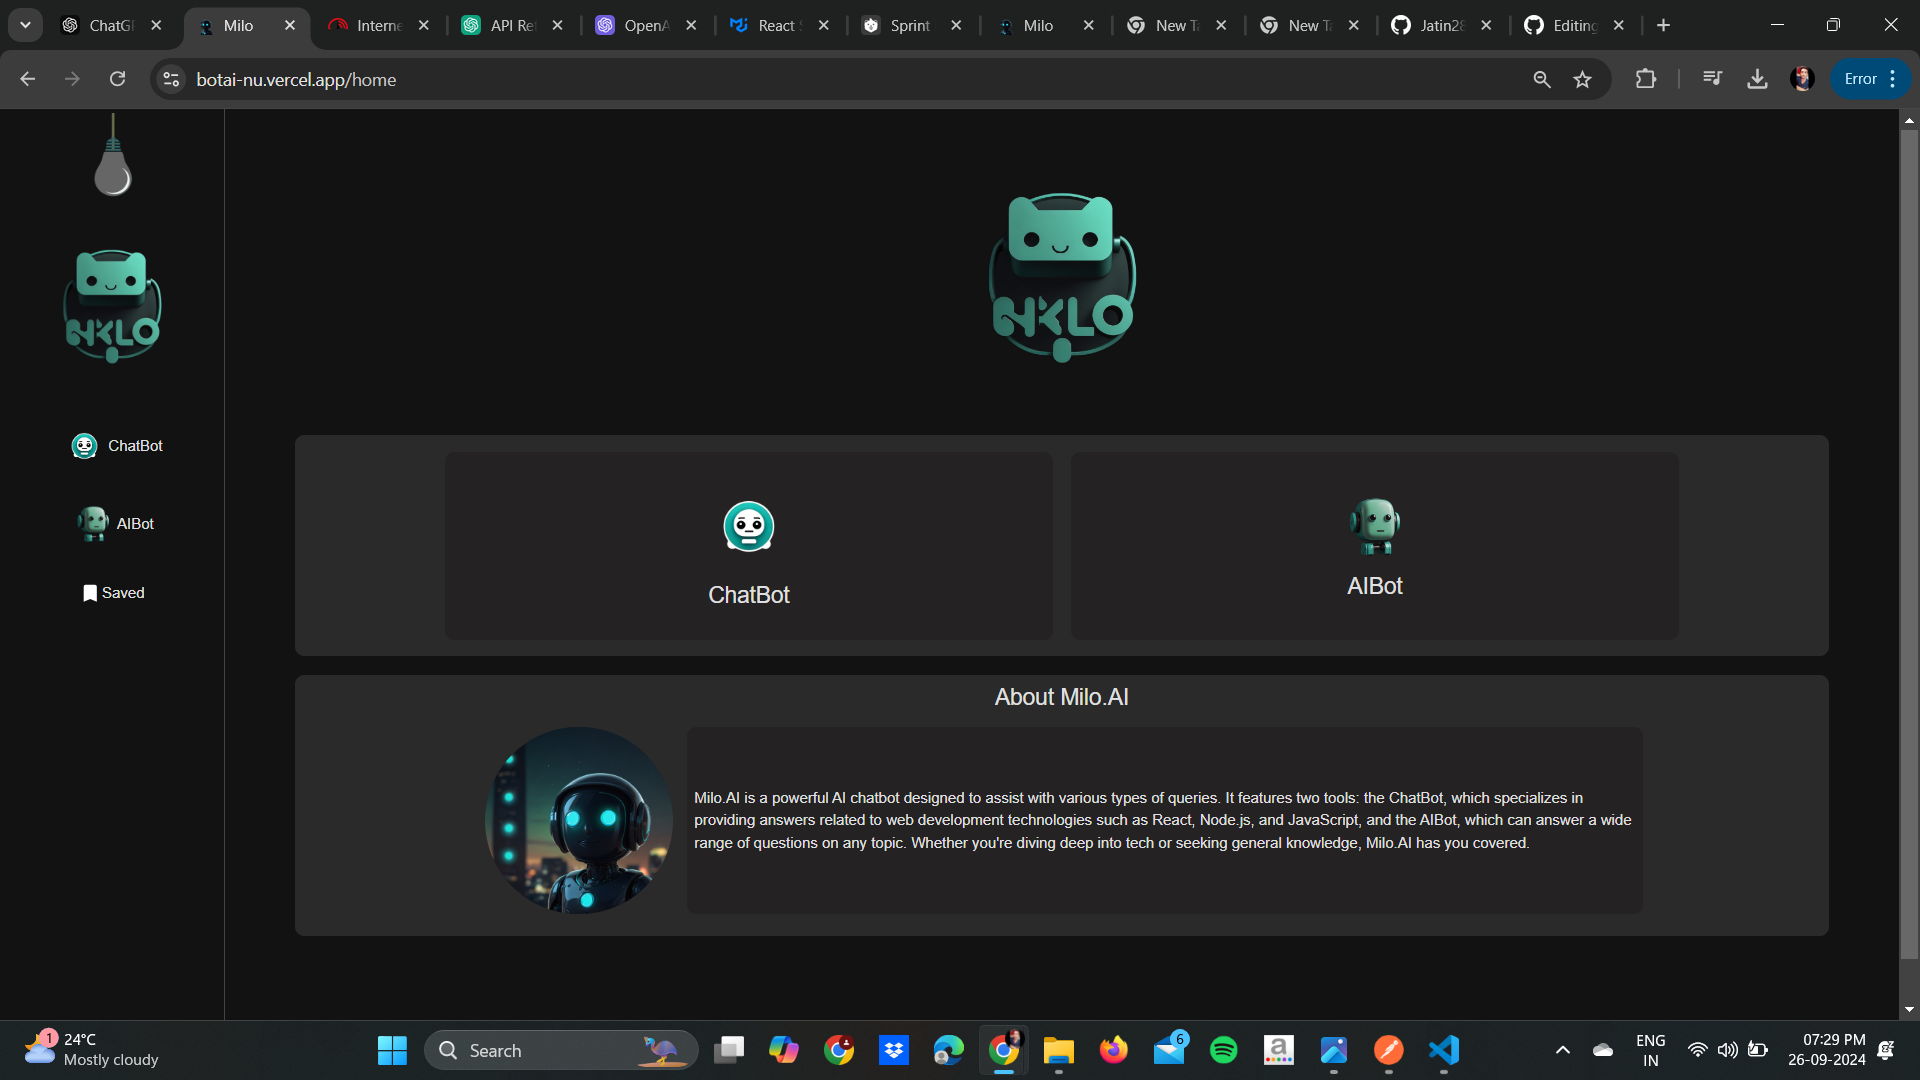 ChatGP
Milo
Interne
API Ref
OpenA
React S
Sprint
Milo
New Ta
New Ta
Jatin28
Editing
botai-nu.vercel.app/home
Error
ChatBot
AIBot
Saved
ChatBot
AIBot
About Milo.AI
Milo.AI is a powerful AI chatbot designed to assist with various types of queries. It features two tools: the ChatBot, which specializes in
providing answers related to web development technologies such as React, Node.js, and JavaScript, and the AIBot, which can answer a wide
range of questions on any topic. Whether you're diving deep into tech or seeking general knowledge, Milo.AI has you covered.
1
24°C
Mostly cloudy
Search
6
ENG
IN
07:29 PM
26-09-2024